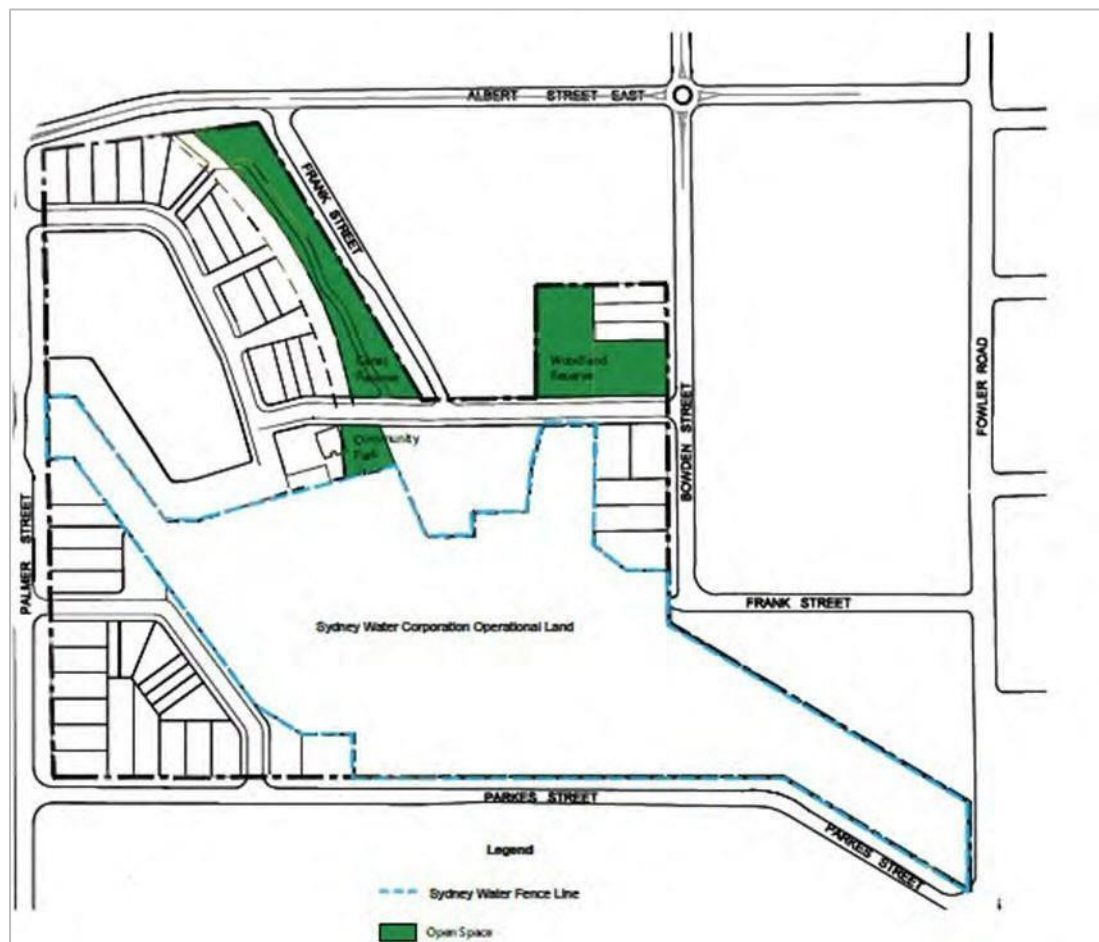 ALBERT STREET EAST
FRANK STREET
Reserve
Woodland
Reserve
Community
Park
FOWLER ROAD
BOWDEN STREET
PALMER STREET
FRANK STREET
Sydney Water Corporation Operational Land
PARKES STREET
PARKES STREET
Legend
Sydney Water Fence Line
Open Space